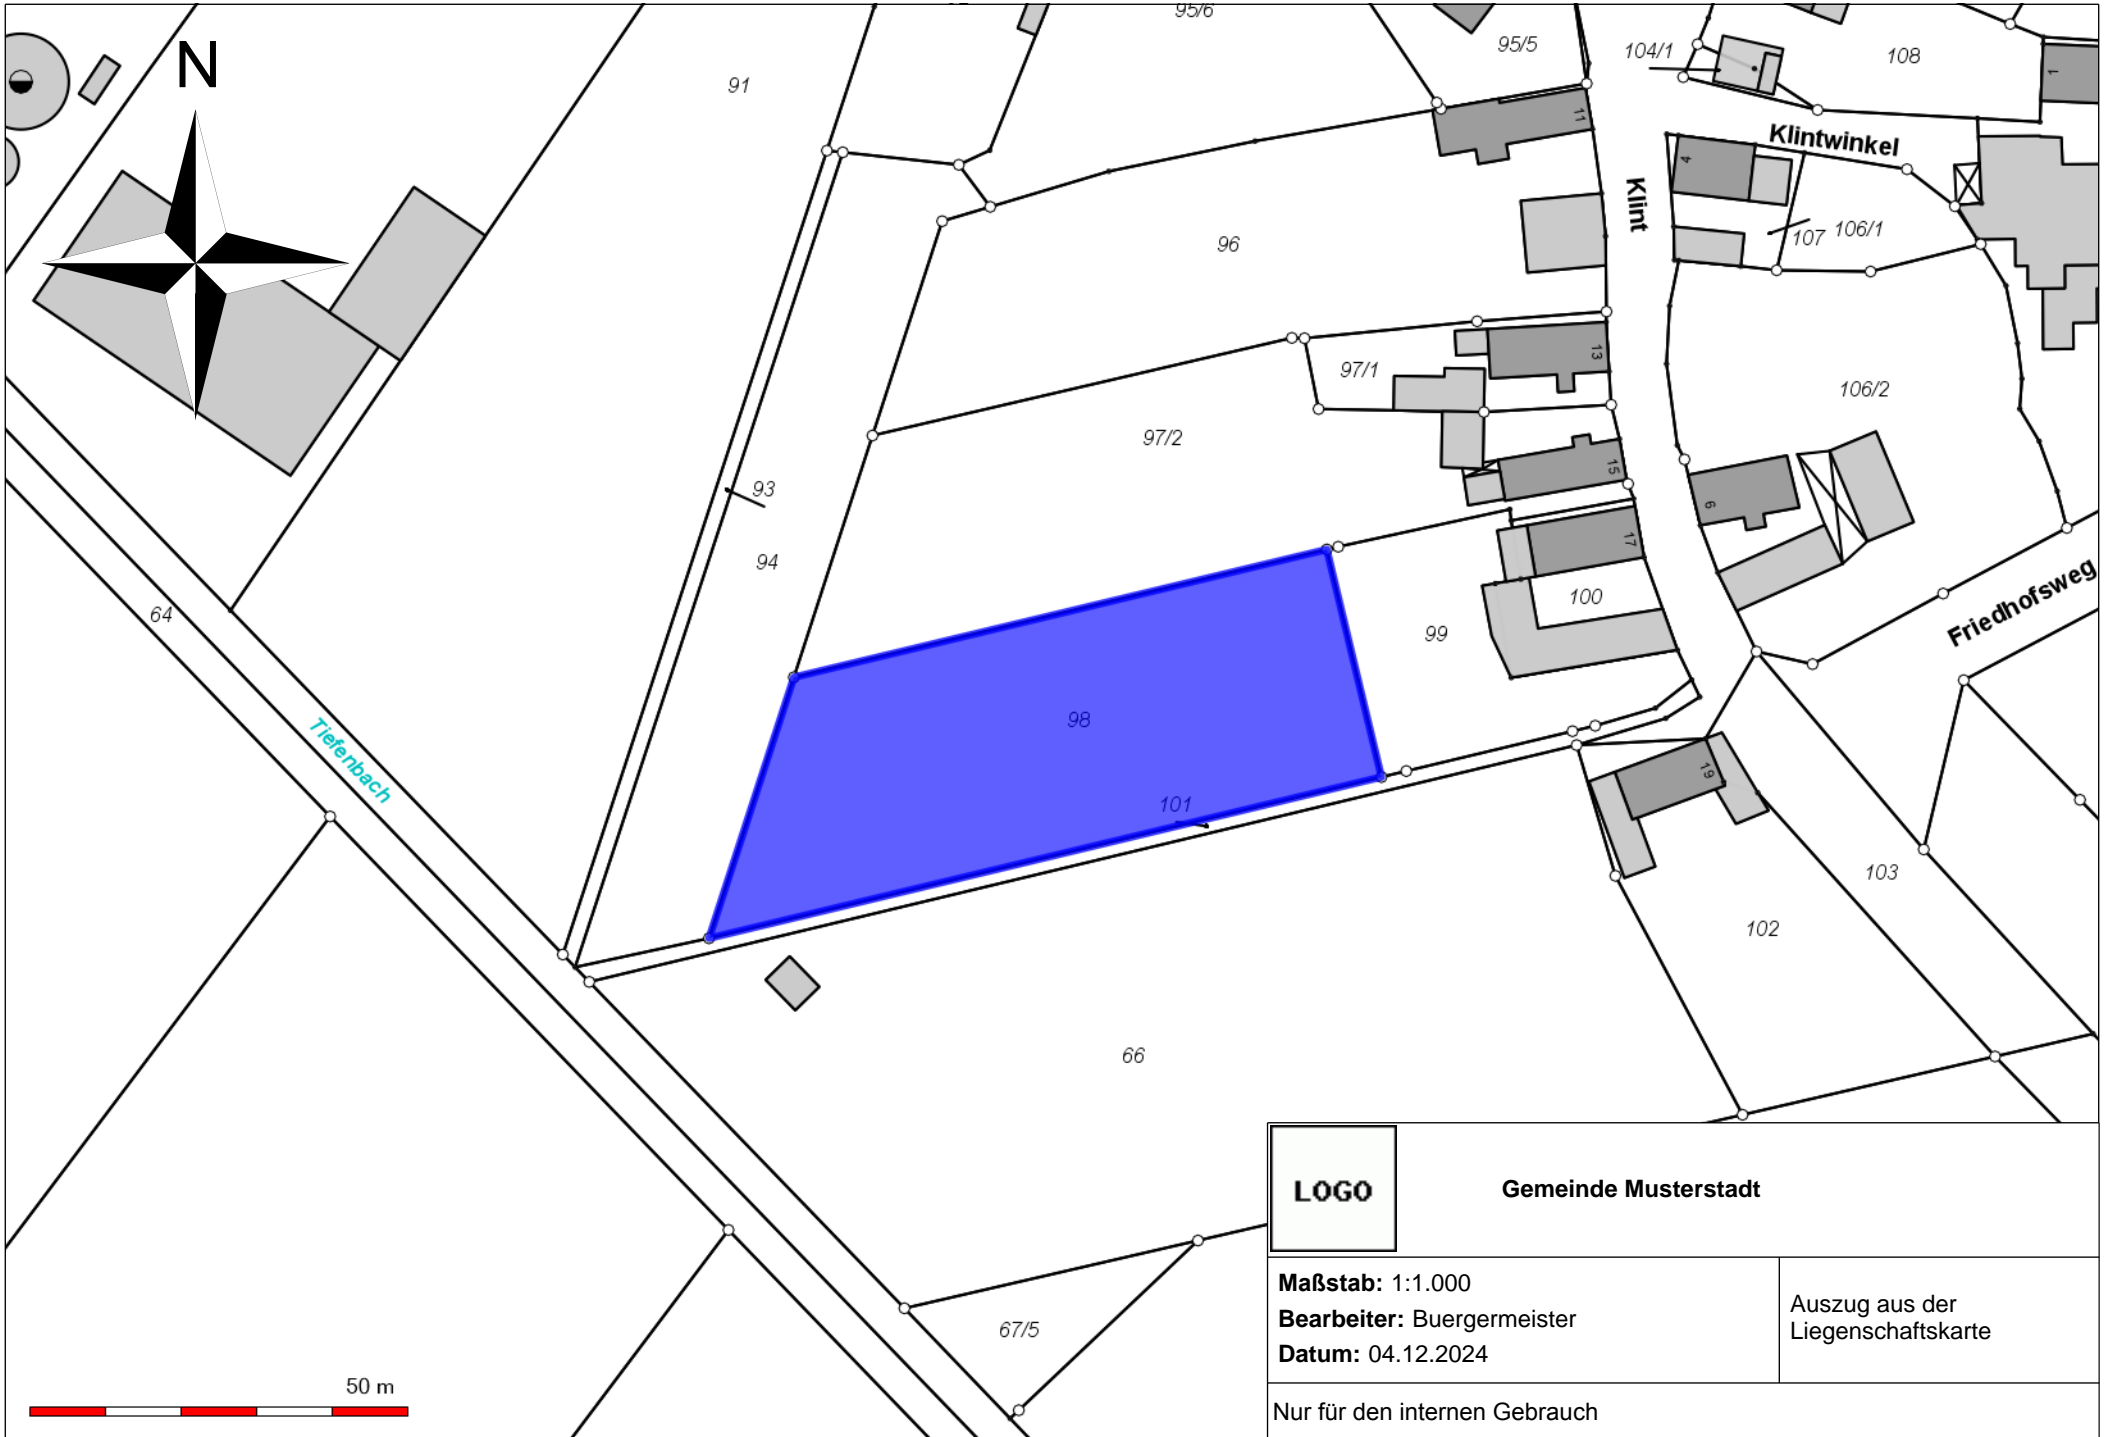 95/6
95/5
104/1
108
1
N
91
11
Klintwinkel
4
Klint
107
106/1
96
13
97/1
106/2
97/2
15
93
6
17
94
100
64
99
Friedhofsweg
98
Tiefenbach
19
101
103
102
66
67/5
50 m
LOGO
Gemeinde Musterstadt
Maßstab: 1:1.000
Bearbeiter: Buergermeister
Datum: 04.12.2024
Auszug aus der
Liegenschaftskarte
Nur für den internen Gebrauch